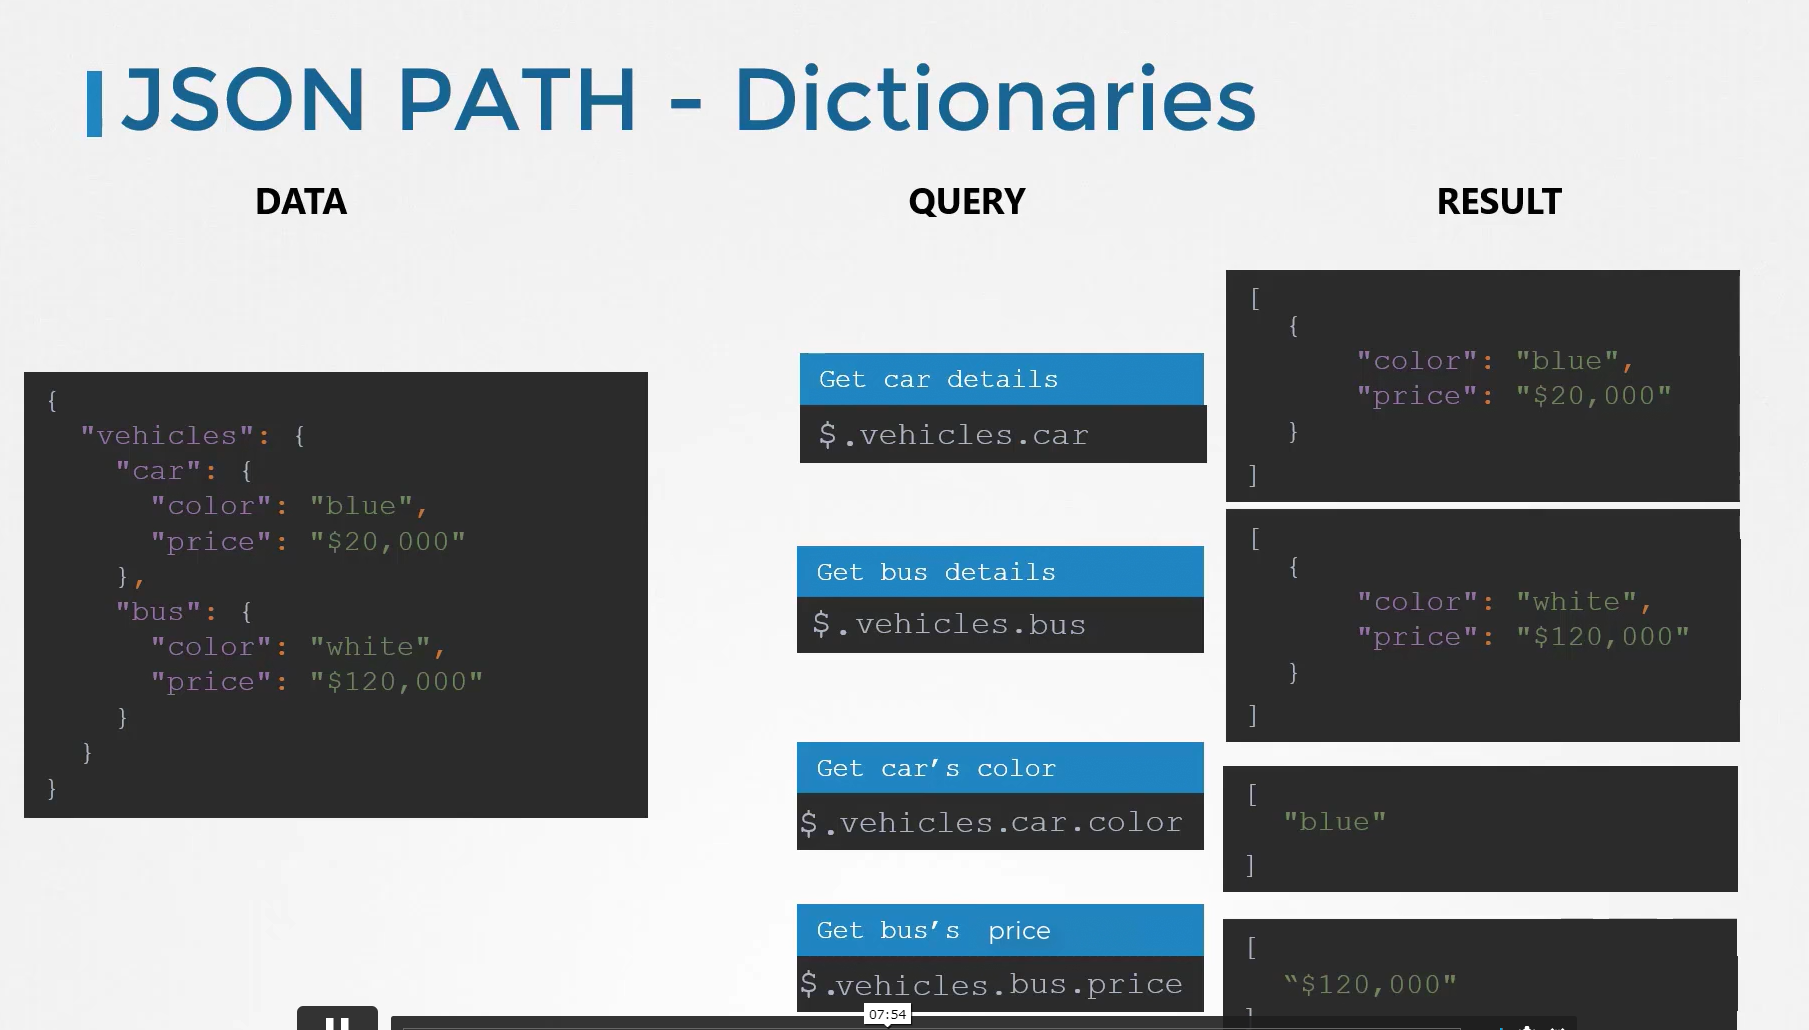 JSON PATH - Dictionaries
DATA
{
"vehicles": {
"car": {
"color": "blue",
"price": "$20,000"
},
"bus": {
"color": "white",
"price": "$120,000"
}
}
}
QUERY
Get car details
$.vehicles.car
Get bus details
$.vehicles.bus
Get car’s color
$.vehicles.car.color
Get bus’s price
$.vehicles.bus.price
RESULT
[
{
"color": "blue",
"price": "$20,000"
}
]
[
{
"color": "white",
"price": "$120,000"
}
]
[
"blue"
]
[
“$120,000"
]
07:54